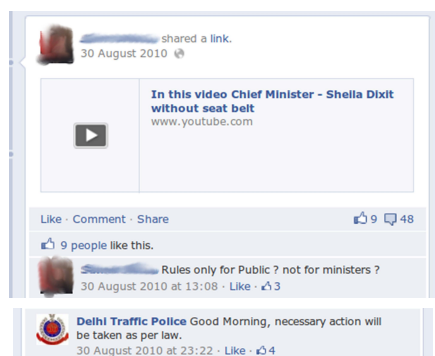 shared a link.
30 August 2010
In this video Chief Minister - Sheila Dixit
without seat belt
www.youtube.com
Like · Comment · Share
9 48
9 people like this.
Rules only for Public ? not for ministers ?
30 August 2010 at 13:08 · Like · 3
Delhi Traffic Police Good Morning, necessary action will
be taken as per law.
30 August 2010 at 23:22 · Like · 4